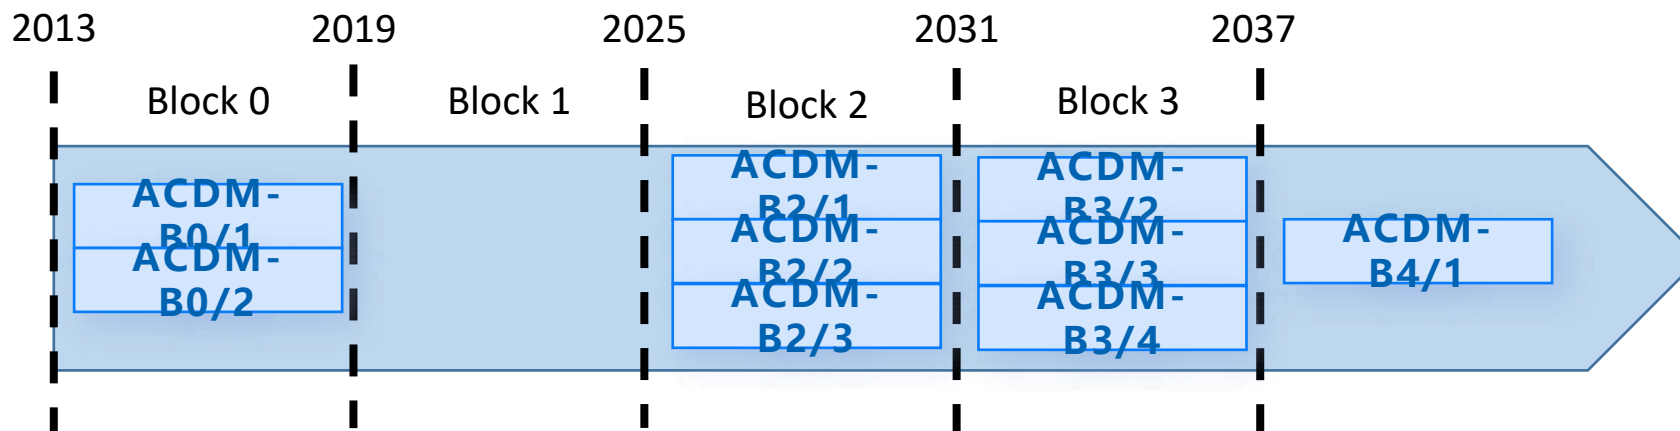 2013 2019 2025 2031 2037
Block 0 Block 1 Block 2 Block 3
ACDM-
B0/1
ACDM-
B0/2
ACDM-
B2/1
ACDM-
B2/2
ACDM-
B2/3
ACDM-
B3/2
ACDM-
B3/3
ACDM-
B3/4
ACDM-
B4/1